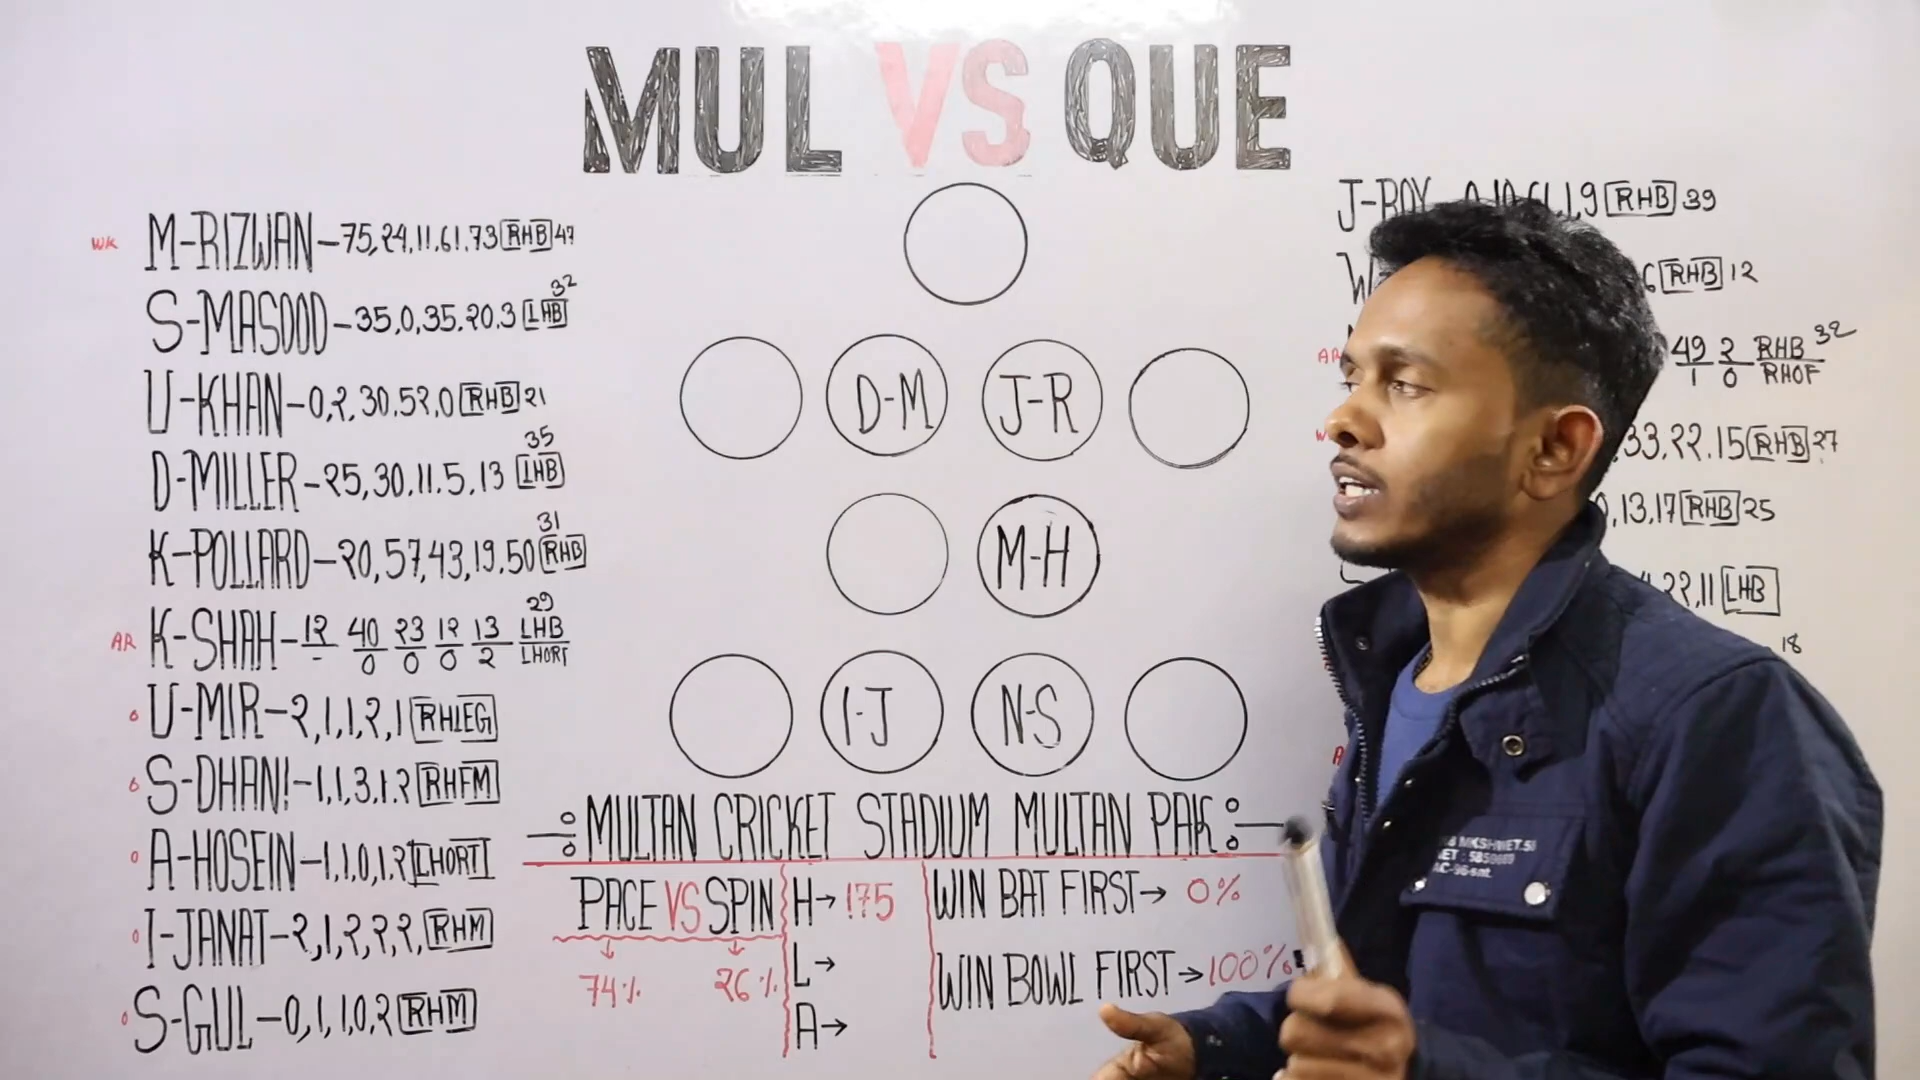 MUL VS QUE
WK M-RIZWAN-75,24,11,61,73 RHB 47
S-MASOOD-35,0,35,20,3 LHB 32
U-KHAN-0,2,30,52,0 RHB 21
D-MILLER-25,30,11,5,13 LHB 35
K-POLLARD-20,57,43,19,50 RHB 31
AR K-SHAH-12/- 40/0 23/0 12/0 13/2 LHB/LHORT 29
U-MIR-2,1,1,2,1 RHLEG
S-DHANI-1,1,3,1,2 RHFM
A-HOSEIN-1,1,0,1,2 LHORT
I-JANAT-2,1,2,2,2, RHM
S-GUL-0,1,1,0,2 RHM
D-M J-R
M-H
I-J N-S
MULTAN CRICKET STADIUM MULTAN PAK
PACE VS SPIN
74% 26%
H→ 175
L→
A→
WIN BAT FIRST→ 0%
WIN BOWL FIRST→ 100%
J-ROY RHB 39
RHB 12
AR 49/1 2/0 RHB/RHOF 32
33,22,15 RHB 27
13,17 RHB 25
22,11 LHB
18